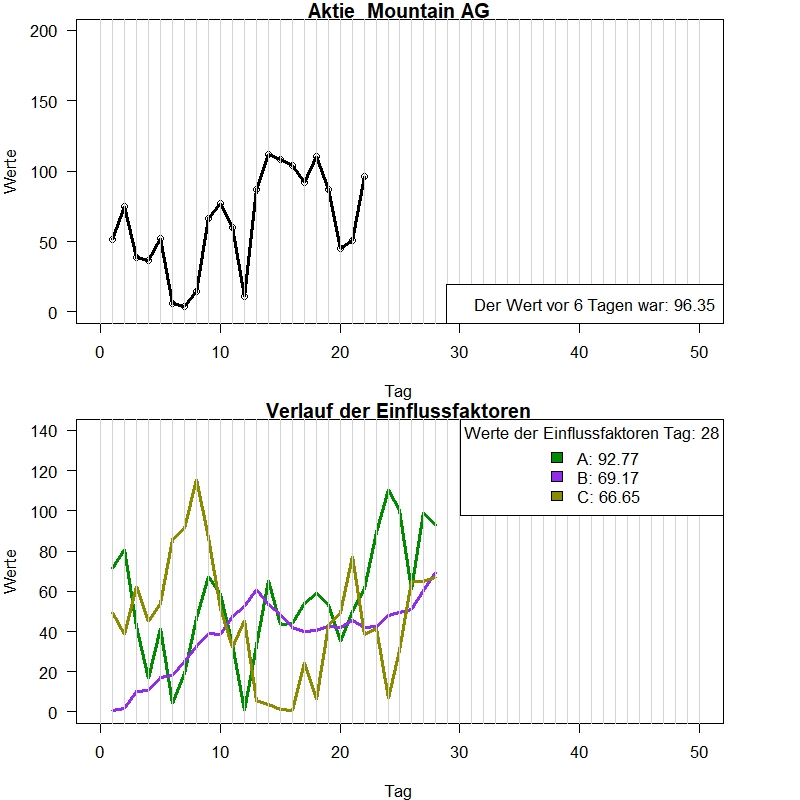 Aktie  Mountain AG
200
150
100
50
0
Werte
Der Wert vor 6 Tagen war: 96.35
0 10 20 30 40 50
Tag
Verlauf der Einflussfaktoren
140
120
100
80
60
40
20
0
Werte
Werte der Einflussfaktoren Tag: 28
A: 92.77
B: 69.17
C: 66.65
0 10 20 30 40 50
Tag